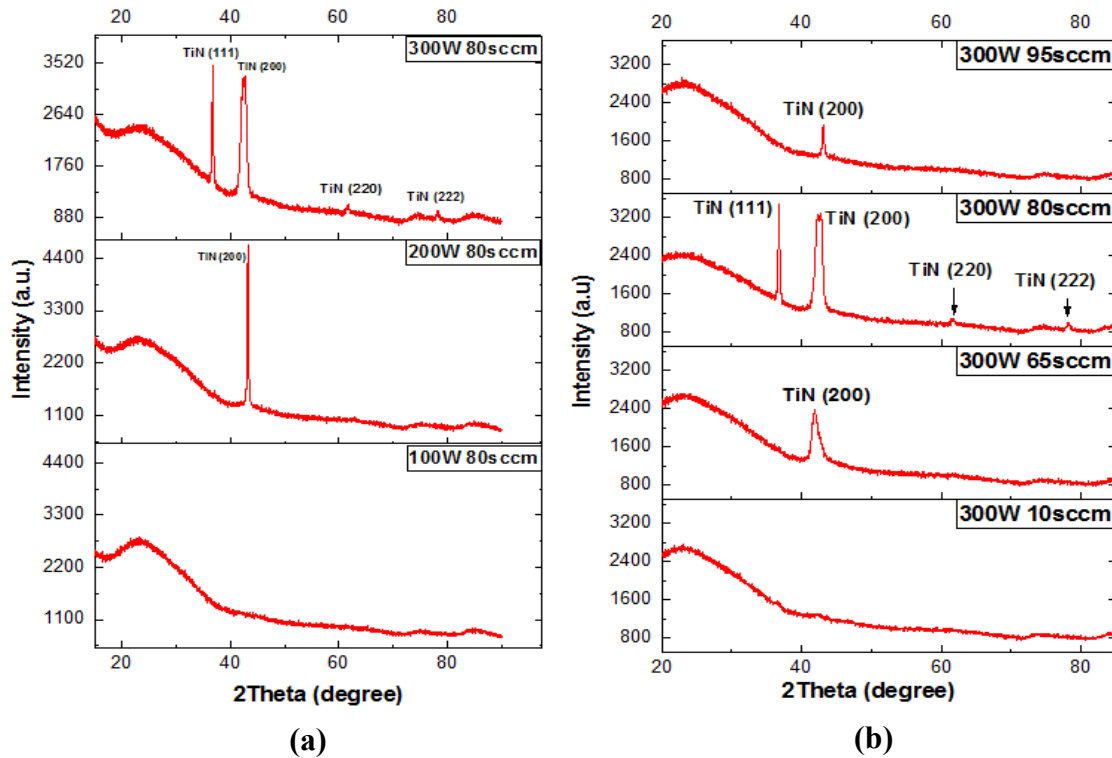 20 40 60 80
300W 80sccm
TiN (111)
TiN (200)
TiN (220)
TiN (222)
3520
2640
1760
880
200W 80sccm
TiN (200)
4400
3300
2200
1100
100W 80sccm
4400
3300
2200
1100
Intensity (a.u.)
20 40 60 80
2Theta (degree)
(a)
20 40 60 80
300W 95sccm
TiN (200)
3200
2400
1600
800
300W 80sccm
TiN (111)
TiN (200)
TiN (220)
TiN (222)
3200
2400
1600
800
300W 65sccm
TiN (200)
3200
2400
1600
800
300W 10sccm
3200
2400
1600
800
Intensity (a.u)
20 40 60 80
2Theta (degree)
(b)